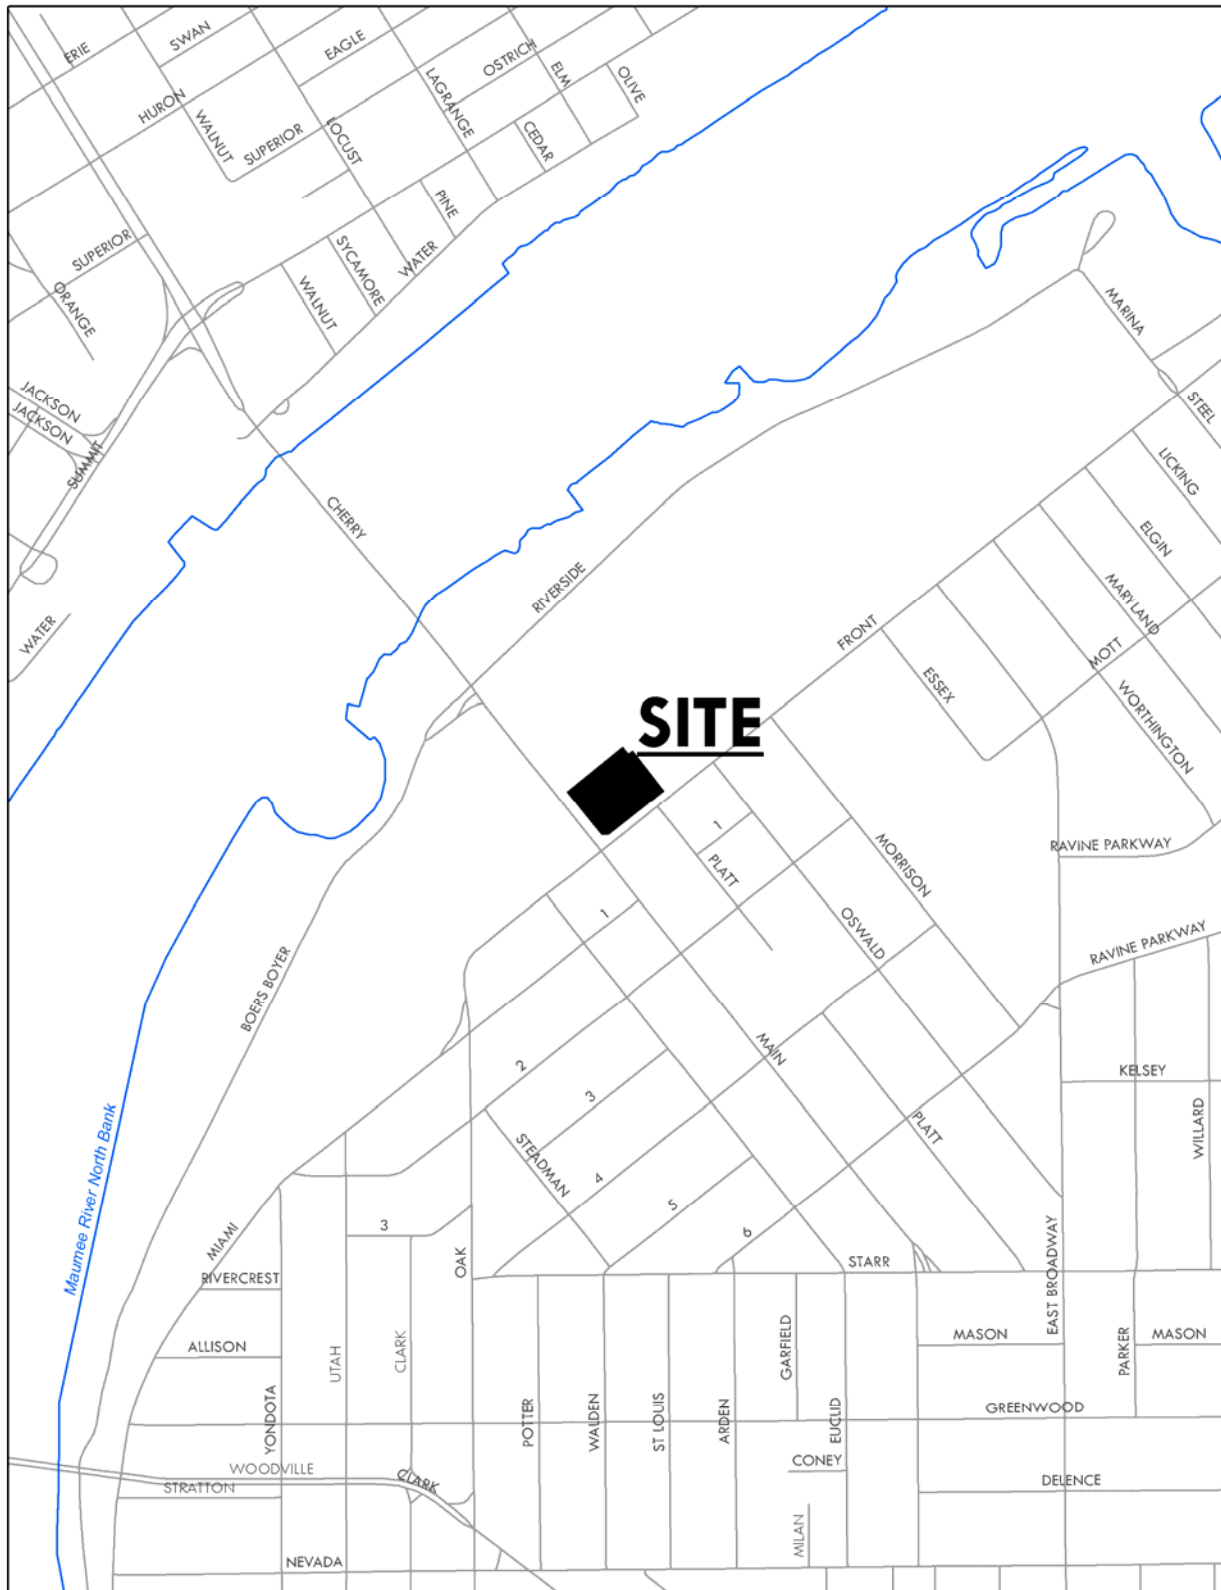 ERIE
SWAN
EAGLE
OSTRICH
ELM
OLIVE
HURON
WALNUT
SUPERIOR
LOCUST
LAGRANGE
CEDAR
PINE
SUPERIOR
SYCAMORE
WATER
ORANGE
WALNUT
MARINA
JACKSON
JACKSON
SUMMIT
STEEL
LICKING
CHERRY
ELGIN
RIVERSIDE
MARYLAND
WATER
FRONT
MOTT
ESSEX
WORTHINGTON
SITE
1
PLATT
MORRISON
RAVINE PARKWAY
1
OSWALD
RAVINE PARKWAY
BOERS BOYER
MAIN
2
3
KELSEY
WILLARD
PLATT
STEADMAN
4
Maumee River North Bank
5
6
3
MIAMI
OAK
STARR
EAST BROADWAY
RIVERCREST
ALLISON
UTAH
CLARK
GARFIELD
MASON
PARKER
MASON
YONDOTA
POTTER
WALDEN
ST LOUIS
ARDEN
EUCLID
GREENWOOD
WOODVILLE
CLARK
CONEY
STRATTON
DELENCE
MILAN
NEVADA